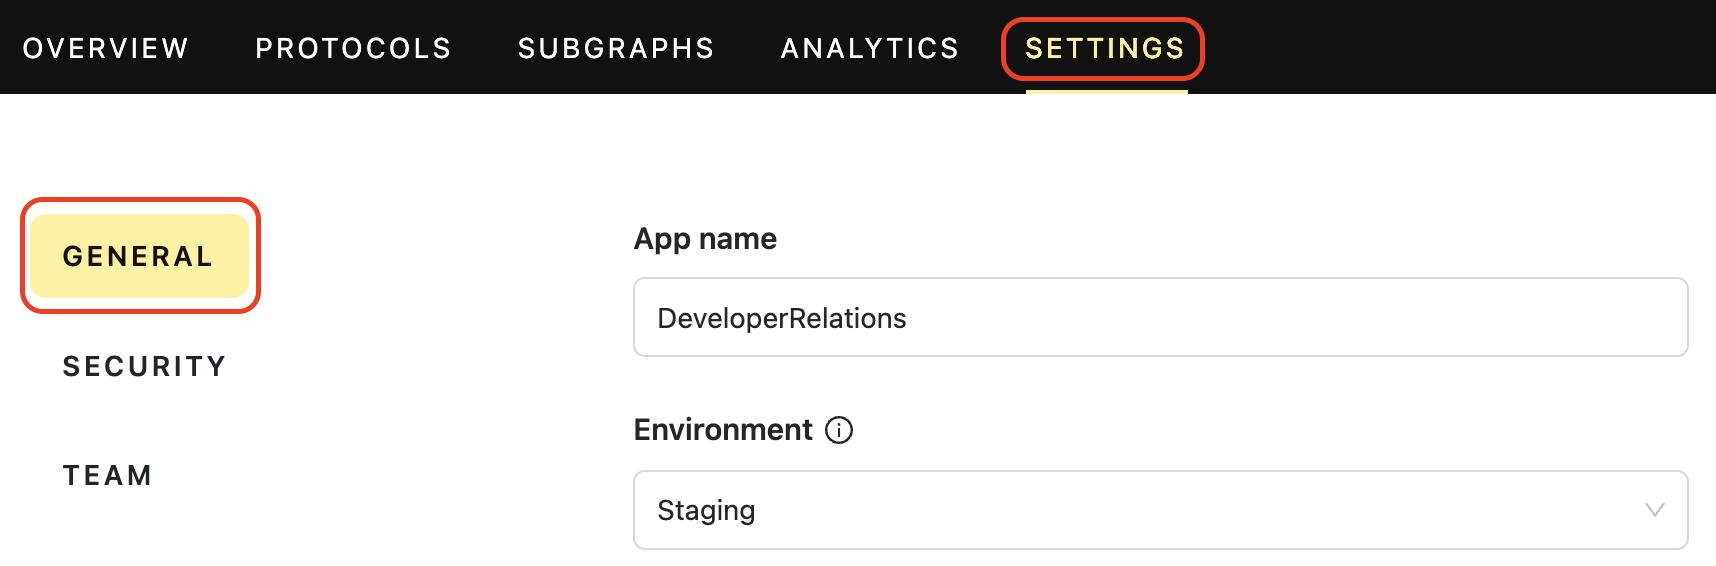 OVERVIEW PROTOCOLS SUBGRAPHS ANALYTICS SETTINGS
GENERAL
SECURITY
TEAM
App name
DeveloperRelations
Environment
Staging